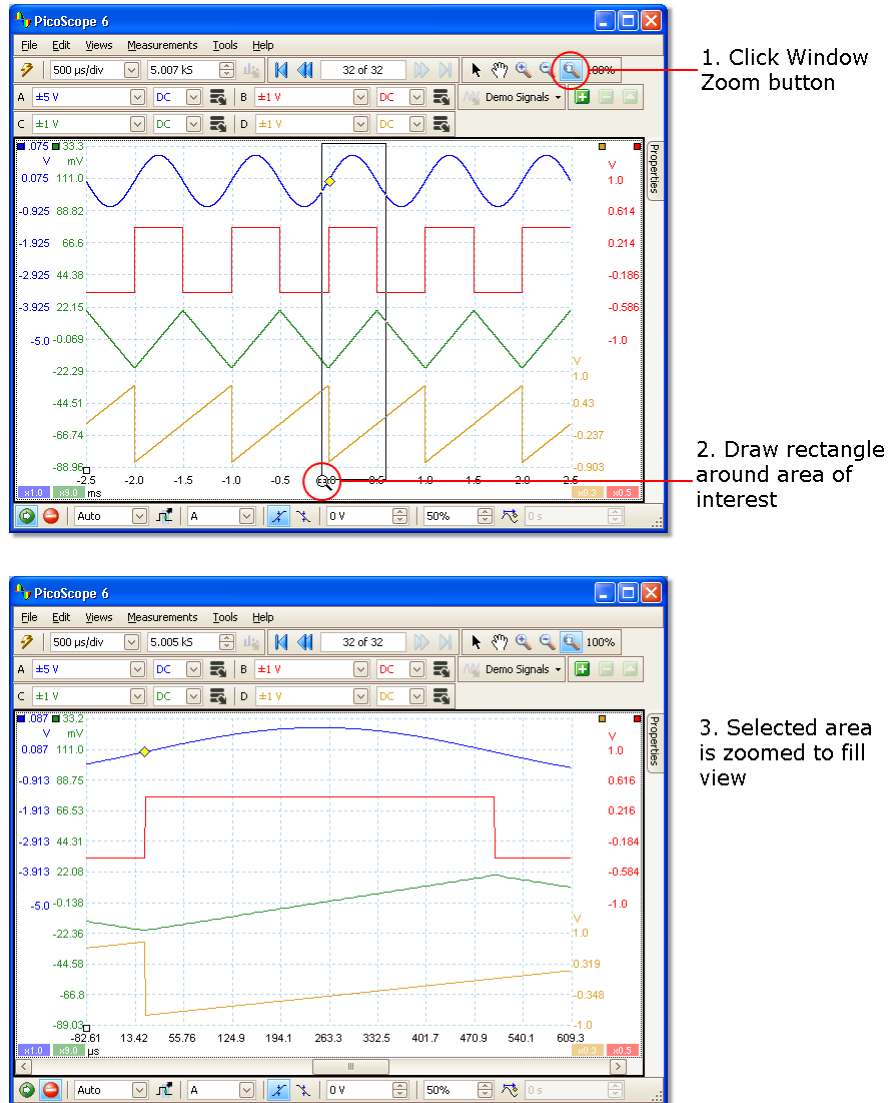 PicoScope 6
File Edit Views Measurements Tools Help
500 µs/div 5.007 kS 32 of 32 100%
A ±5 V DC B ±1 V DC Demo Signals
C ±1 V DC D ±1 V DC
1. Click Window
Zoom button
.075 33.3
V mV V
0.075 111.0 1.0
-0.925 88.82 0.614
-1.925 66.6 0.214
-2.925 44.38 -0.186
-3.925 22.15 -0.586
-5.0 -0.069 -1.0
-22.29 V
1.0
-44.51 0.43
-66.74 -0.237
-88.96 -0.903
-2.5 -2.0 -1.5 -1.0 -0.5 0.5 1.0 1.5 2.0 2.5
x1.0 x9.0 ms x0.3 x0.5
Properties
Auto A 0 V 50% 0 s
2. Draw rectangle
around area of
interest
PicoScope 6
File Edit Views Measurements Tools Help
500 µs/div 5.005 kS 32 of 32 100%
A ±5 V DC B ±1 V DC Demo Signals
C ±1 V DC D ±1 V DC
.087 33.2
V mV V
0.087 111.0 1.0
-0.913 88.75 0.616
-1.913 66.53 0.216
-2.913 44.31 -0.184
-3.913 22.08 -0.584
-5.0 -0.138 -1.0
-22.36 V
1.0
-44.58 0.319
-66.8 -0.348
-89.03 -1.0
-82.61 13.42 55.76 124.9 194.1 263.3 332.5 401.7 470.9 540.1 609.3
x1.0 x9.0 µs x0.3 x0.5
Properties
Auto A 0 V 50% 0 s
3. Selected area
is zoomed to fill
view